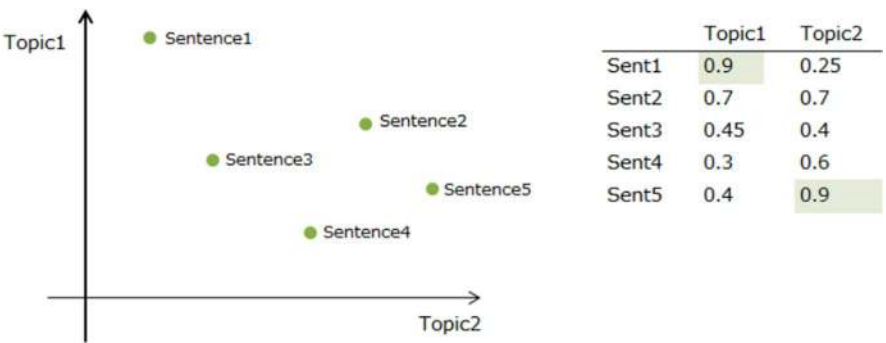 Topic1
Sentence1
Sentence2
Sentence3
Sentence5
Sentence4
Topic2
Topic1 Topic2
Sent1 0.9 0.25
Sent2 0.7 0.7
Sent3 0.45 0.4
Sent4 0.3 0.6
Sent5 0.4 0.9